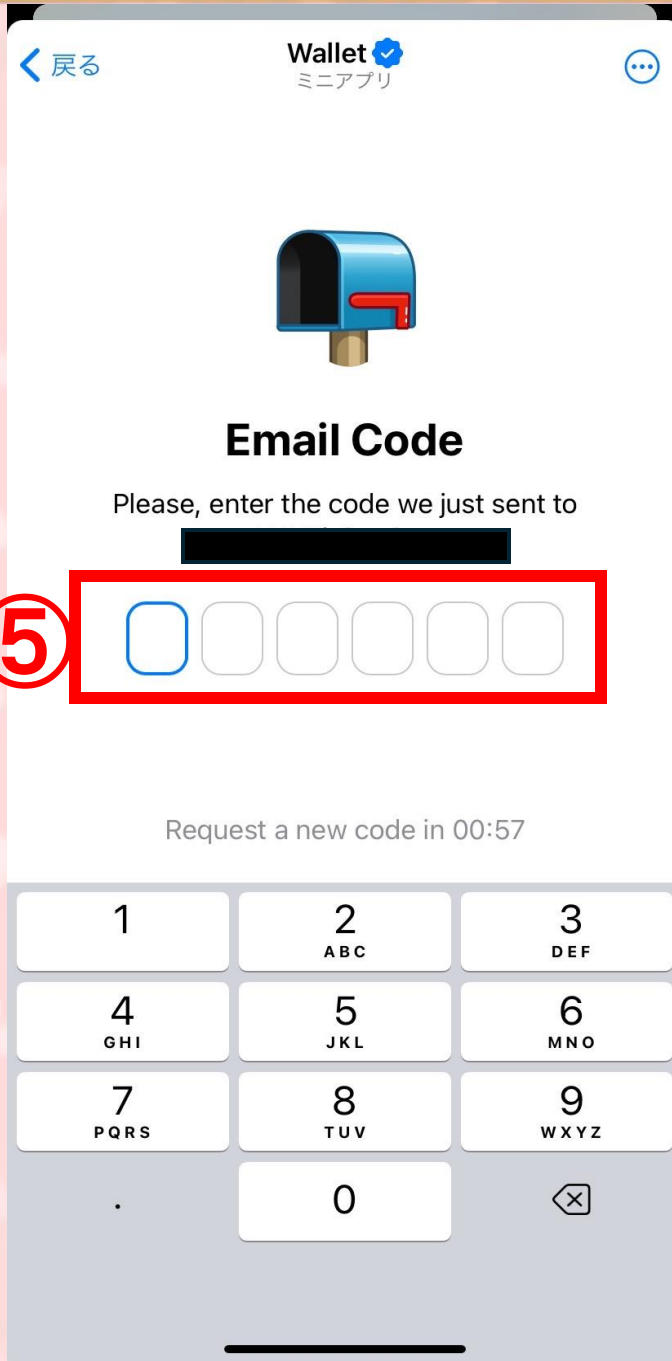 戻る
Wallet
ミニアプリ
Email Code
Please, enter the code we just sent to
⑤
Request a new code in 00:57
1
2
ABC
3
DEF
4
GHI
5
JKL
6
MNO
7
PQRS
8
TUV
9
WXYZ
.
0